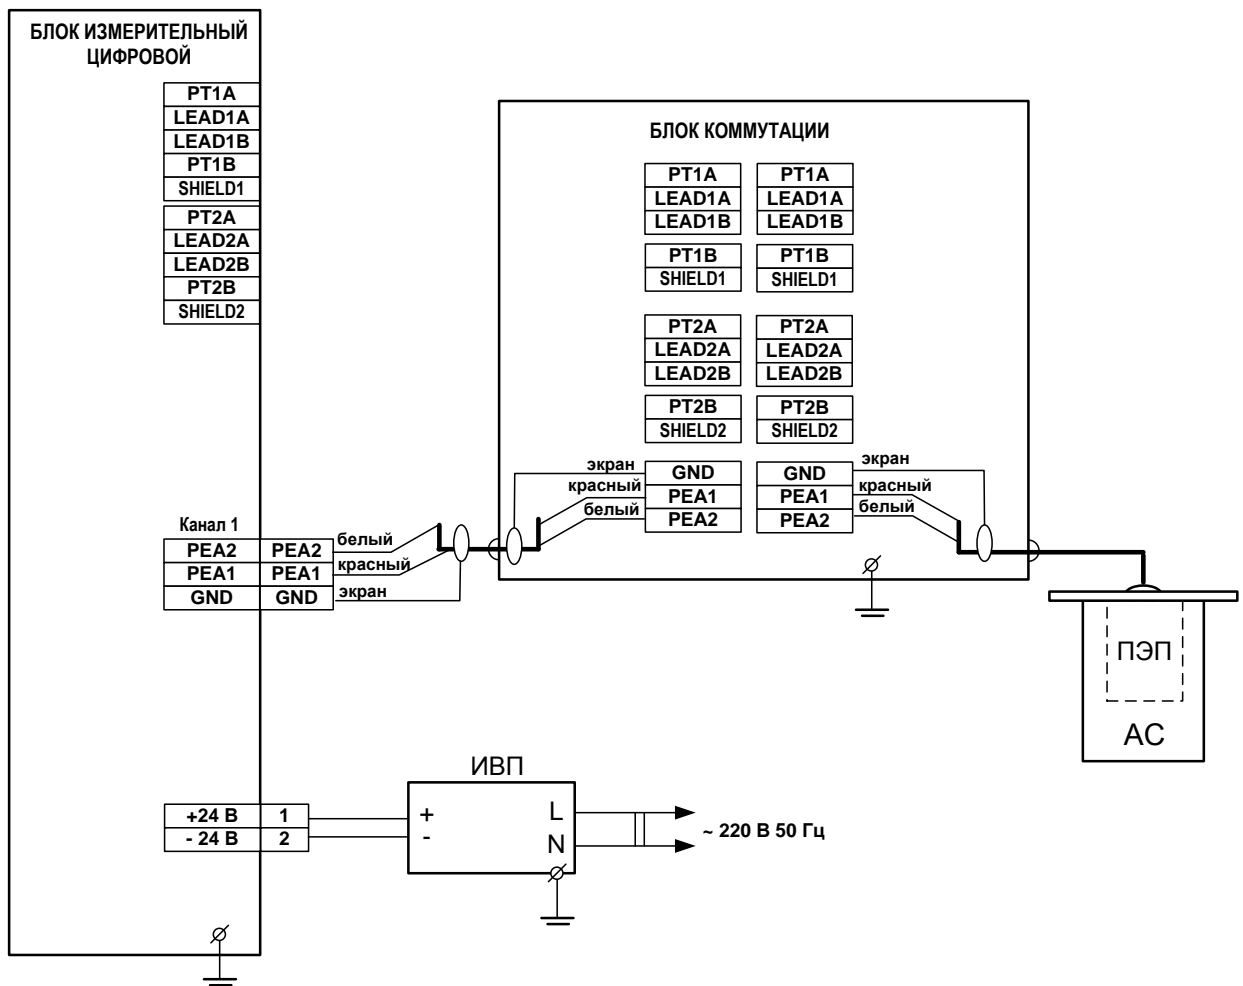 БЛОК ИЗМЕРИТЕЛЬНЫЙ
ЦИФРОВОЙ
PT1A
LEAD1A
LEAD1B
PT1B
SHIELD1
PT2A
LEAD2A
LEAD2B
PT2B
SHIELD2
Канал 1
PEA2 PEA2 белый
PEA1 PEA1 красный
GND GND экран
БЛОК КОММУТАЦИИ
PT1A PT1A
LEAD1A LEAD1A
LEAD1B LEAD1B
PT1B PT1B
SHIELD1 SHIELD1
PT2A PT2A
LEAD2A LEAD2A
LEAD2B LEAD2B
PT2B PT2B
SHIELD2 SHIELD2
экран GND GND экран
красный PEA1 PEA1 красный
белый PEA2 PEA2 белый
ПЭП
АС
ИВП
+24 В 1 + L
- 24 В 2 - N
~ 220 В 50 Гц